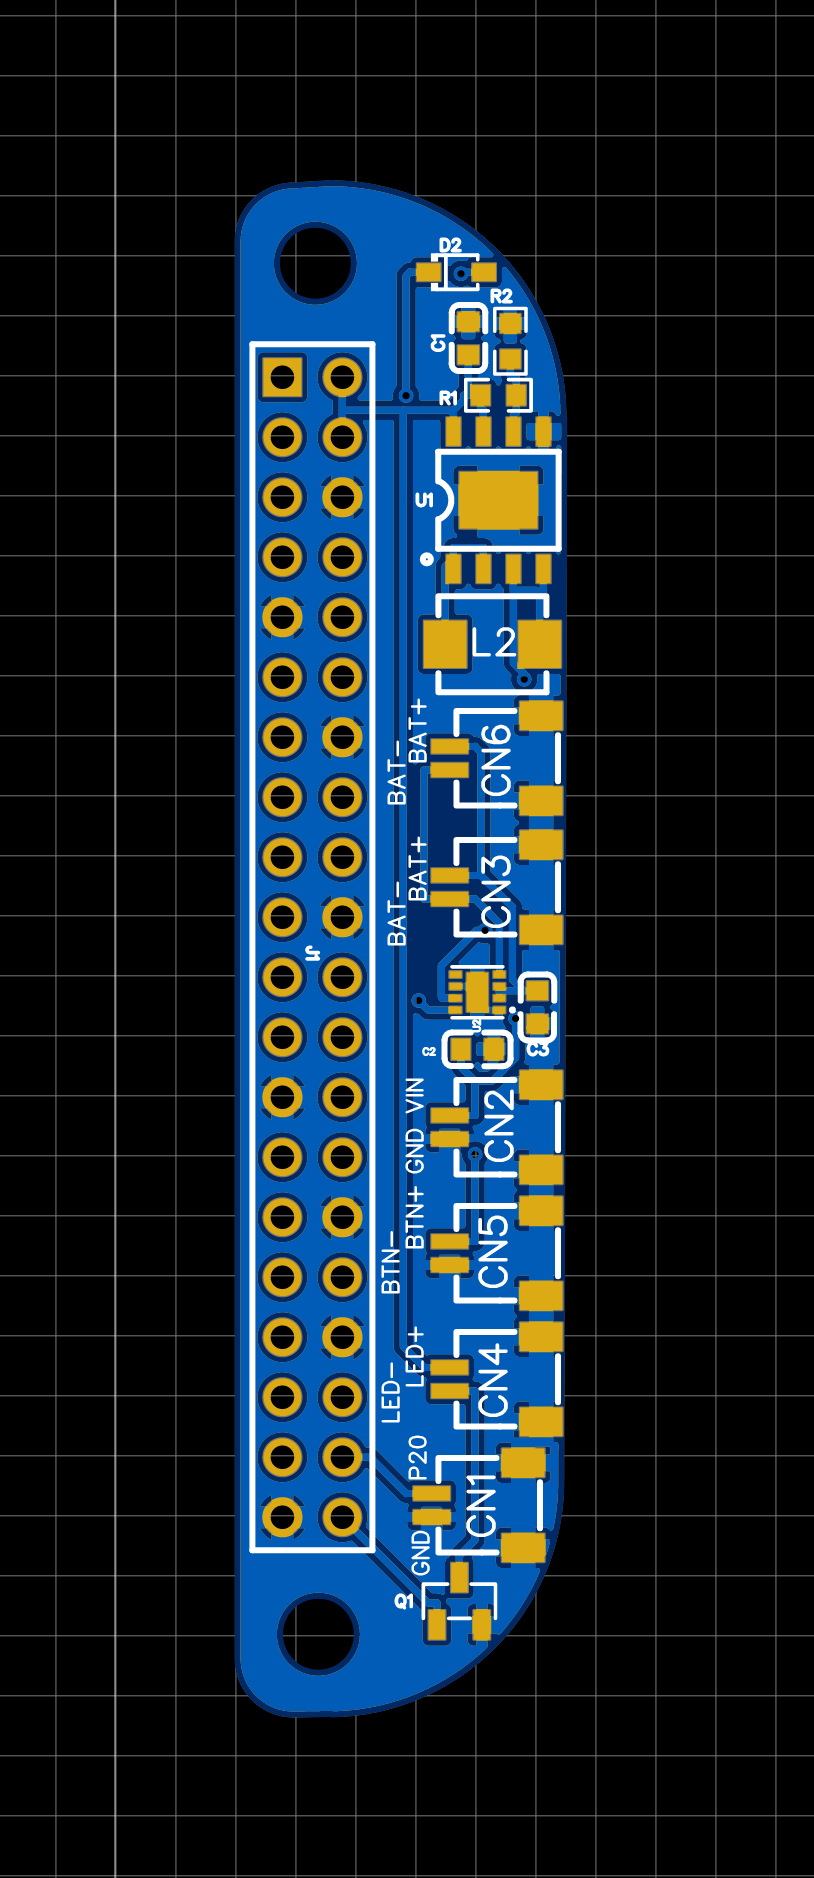 D2
R2
C1
R1
U1
L2
BAT+
BAT-
CN6
BAT+
BAT-
CN3
J1
U2
C2
C3
VIN
GND
CN2
BTN+
BTN-
CN5
LED+
LED-
CN4
P20
GND
CN1
Q1